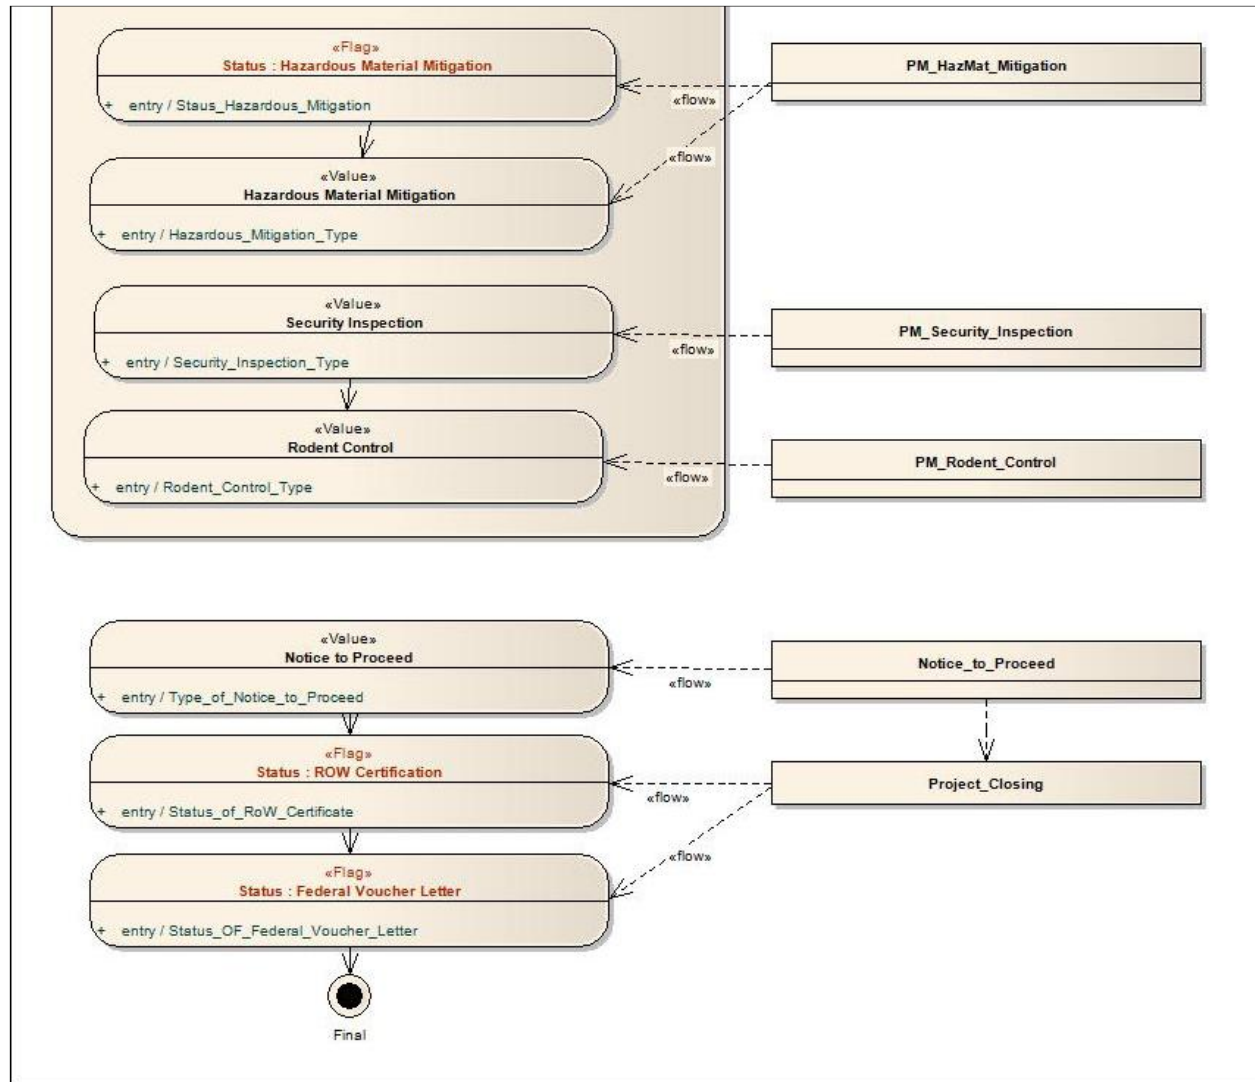 «Flag»
Status : Hazardous Material Mitigation
+ entry / Staus_Hazardous_Mitigation
PM_HazMat_Mitigation
«flow»
«flow»
«Value»
Hazardous Material Mitigation
+ entry / Hazardous_Mitigation_Type
«Value»
Security Inspection
+ entry / Security_Inspection_Type
PM_Security_Inspection
«flow»
«Value»
Rodent Control
+ entry / Rodent_Control_Type
PM_Rodent_Control
«flow»
«Value»
Notice to Proceed
+ entry / Type_of_Notice_to_Proceed
Notice_to_Proceed
«flow»
«Flag»
Status : ROW Certification
+ entry / Status_of_RoW_Certificate
Project_Closing
«flow»
«flow»
«Flag»
Status : Federal Voucher Letter
+ entry / Status_OF_Federal_Voucher_Letter
Final